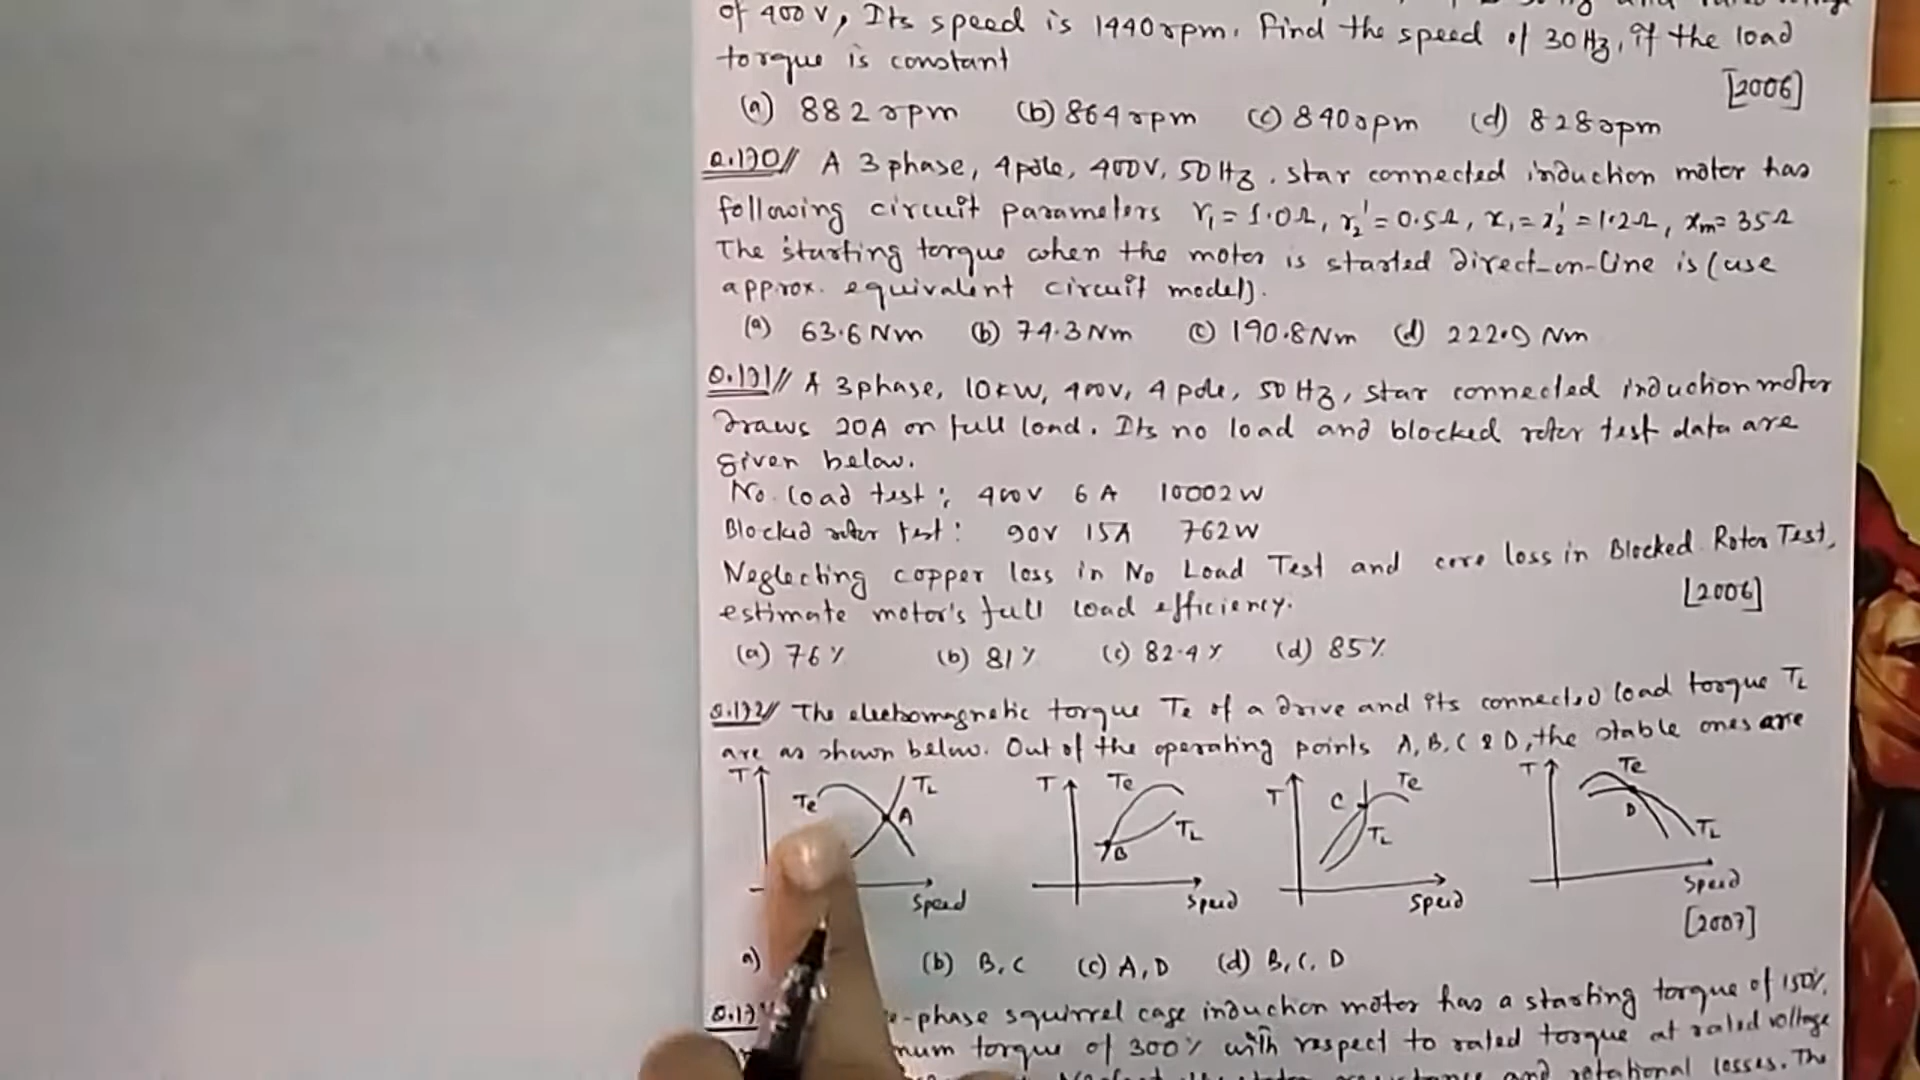 of 400 V, Its speed is 1440 rpm. Find the speed of 30 Hz, if the load
torque is constant
[2006]
(a) 882 rpm (b) 864 rpm (c) 840 rpm (d) 828 rpm
Q.170// A 3 phase, 4 pole, 400V, 50 Hz, star connected induction motor has
following circuit parameters r₁ = 1.0Ω, r₂' = 0.5Ω, x₁ = x₂' = 1.2Ω, xm = 35Ω
The starting torque when the motor is started direct-on-line is (use
approx. equivalent circuit model).
(a) 63.6 Nm (b) 74.3 Nm (c) 190.8 Nm (d) 222.9 Nm
Q.171// A 3 phase, 10 kW, 400V, 4 pole, 50 Hz, star connected induction motor
draws 20A on full load. Its no load and blocked rotor test data are
given below.
No. load test: 400V 6 A 10002 W
Blocked rotor test: 90V 15A 762 W
Neglecting copper loss in No Load Test and core loss in Blocked Rotor Test,
estimate motor's full load efficiency.
[2006]
(a) 76% (b) 81% (c) 82.4% (d) 85%
Q.172// The electromagnetic torque Te of a drive and its connected load torque TL
are as shown below. Out of the operating points A, B, C & D, the stable ones are
T Te TL A Speed
T Te TL B Speed
T C Te TL Speed
T Te D TL Speed
[2007]
a) (b) B, C (c) A, D (d) B, C, D
-phase squirrel cage induction motor has a starting torque of 150%,
torque of 300% with respect to rated torque at rated voltage
and rotational losses. The